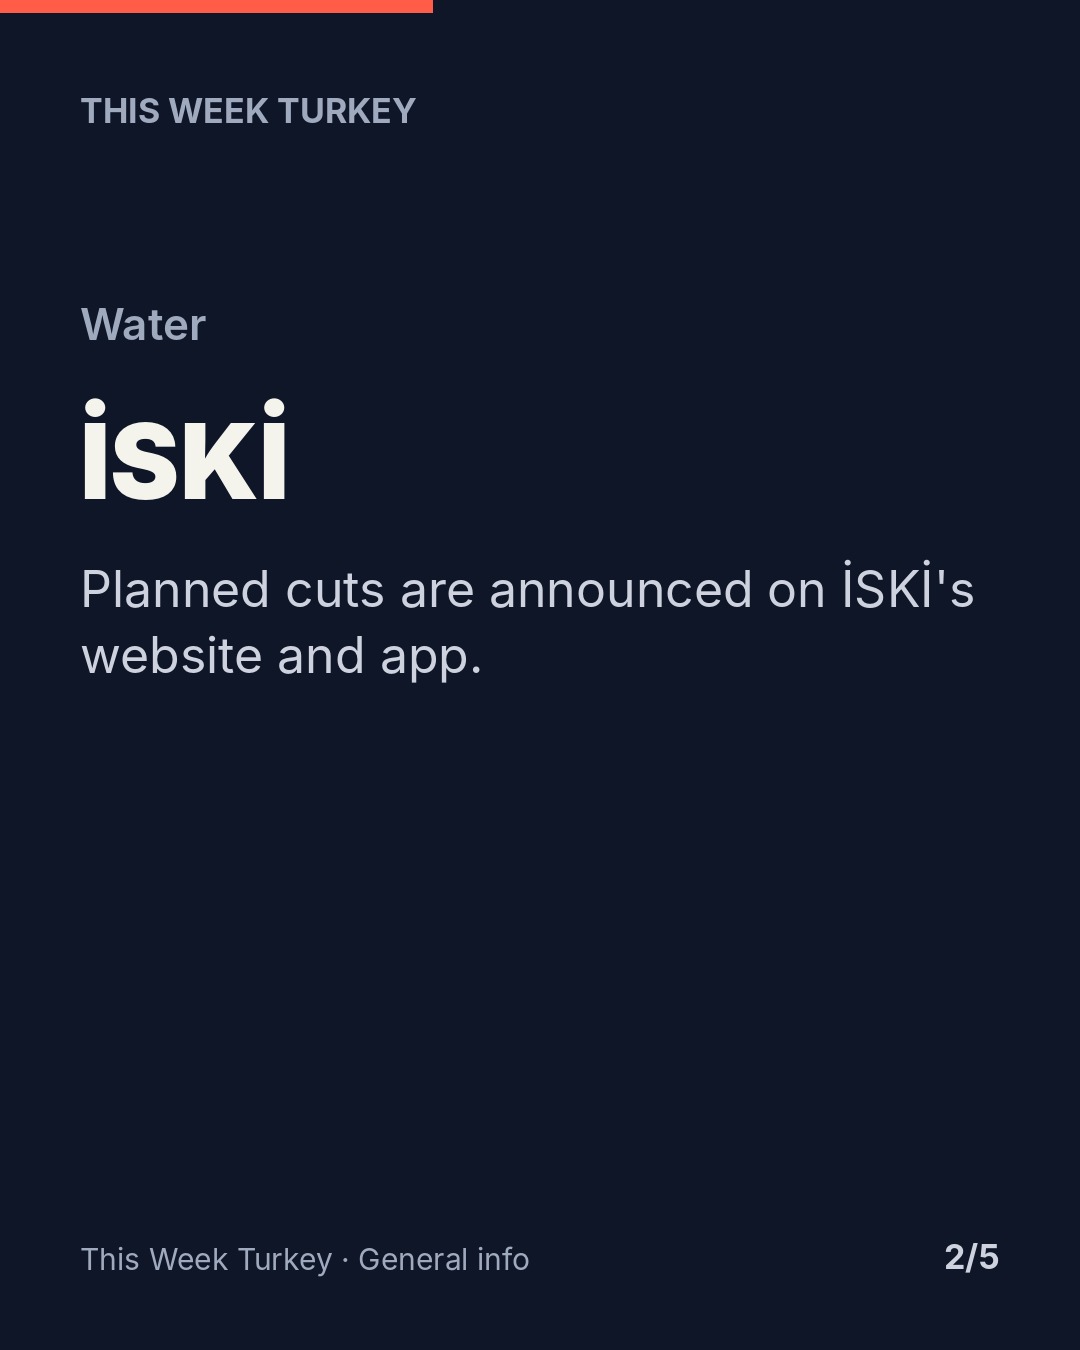 THIS WEEK TURKEY
Water
İSKİ
Planned cuts are announced on İSKİ's
website and app.
This Week Turkey · General info
2/5